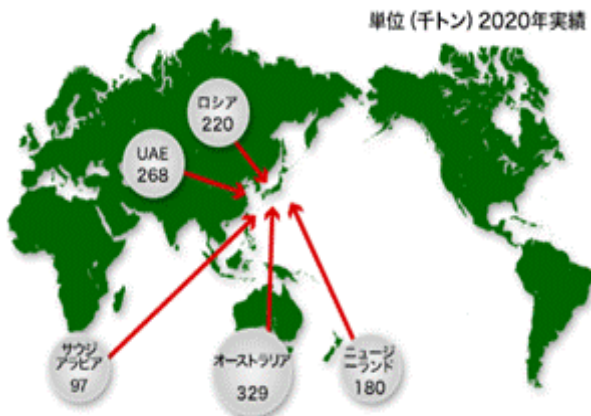 単位（千トン）2020年実績
ロシア
220
UAE
268
サウジ
アラビア
97
オーストラリア
329
ニュージ
ーランド
180